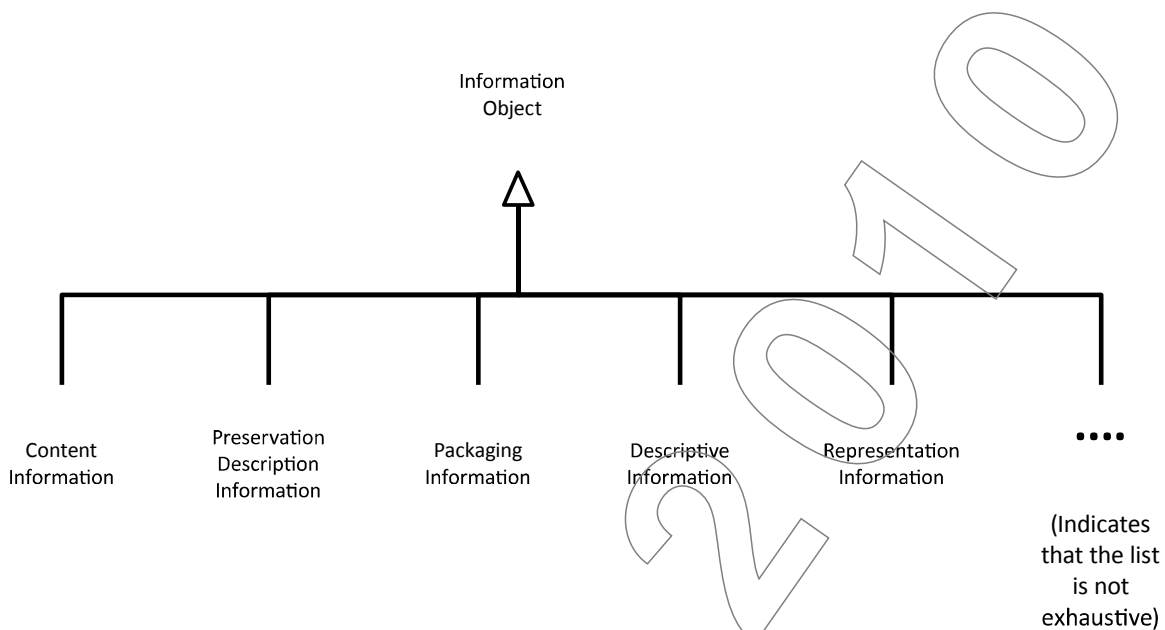 Information
Object
Content
Information
Preservation
Description
Information
Packaging
Information
Descriptive
Information
Representation
Information
....
(Indicates
that the list
is not
exhaustive)
2010